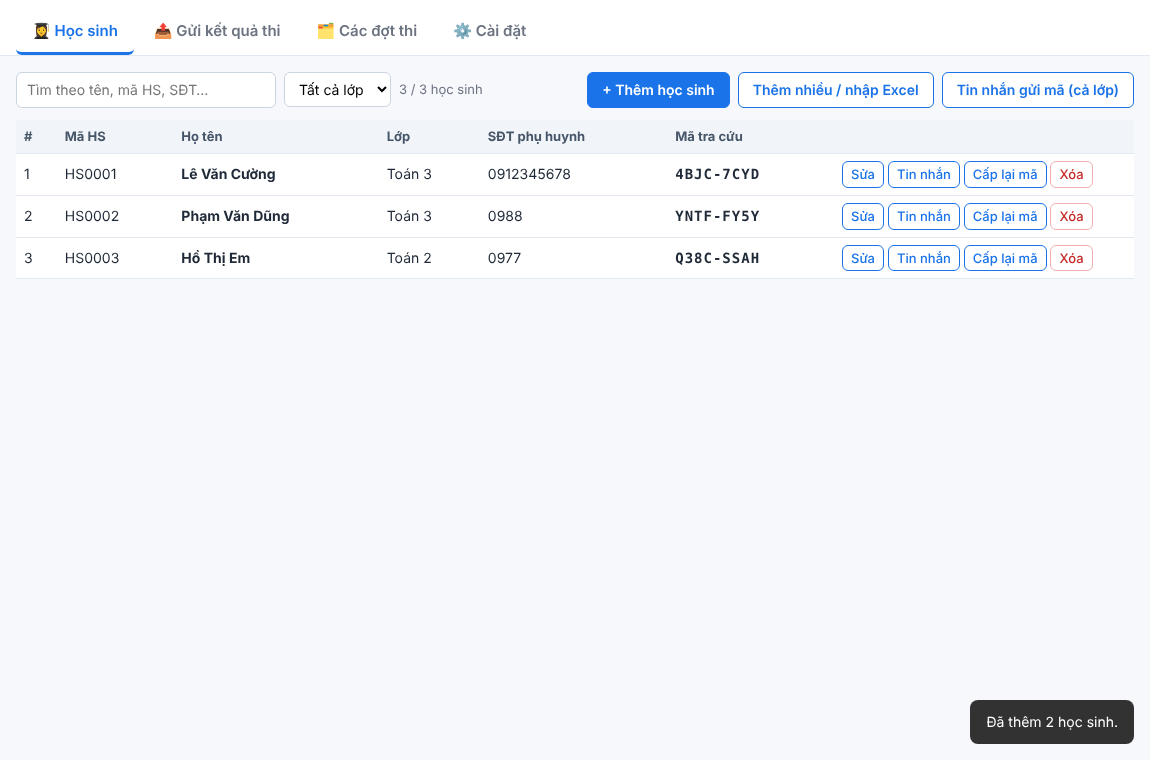 👩‍🎓 Học sinh 📤 Gửi kết quả thi 🗂️ Các đợt thi ⚙️ Cài đặt
Tìm theo tên, mã HS, SĐT... Tất cả lớp 3 / 3 học sinh + Thêm học sinh Thêm nhiều / nhập Excel Tin nhắn gửi mã (cả lớp)
# Mã HS Họ tên Lớp SĐT phụ huynh Mã tra cứu
1 HS0001 Lê Văn Cường Toán 3 0912345678 4BJC-7CYD Sửa Tin nhắn Cấp lại mã Xóa
2 HS0002 Phạm Văn Dũng Toán 3 0988 YNTF-FY5Y Sửa Tin nhắn Cấp lại mã Xóa
3 HS0003 Hồ Thị Em Toán 2 0977 Q38C-SSAH Sửa Tin nhắn Cấp lại mã Xóa
Đã thêm 2 học sinh.